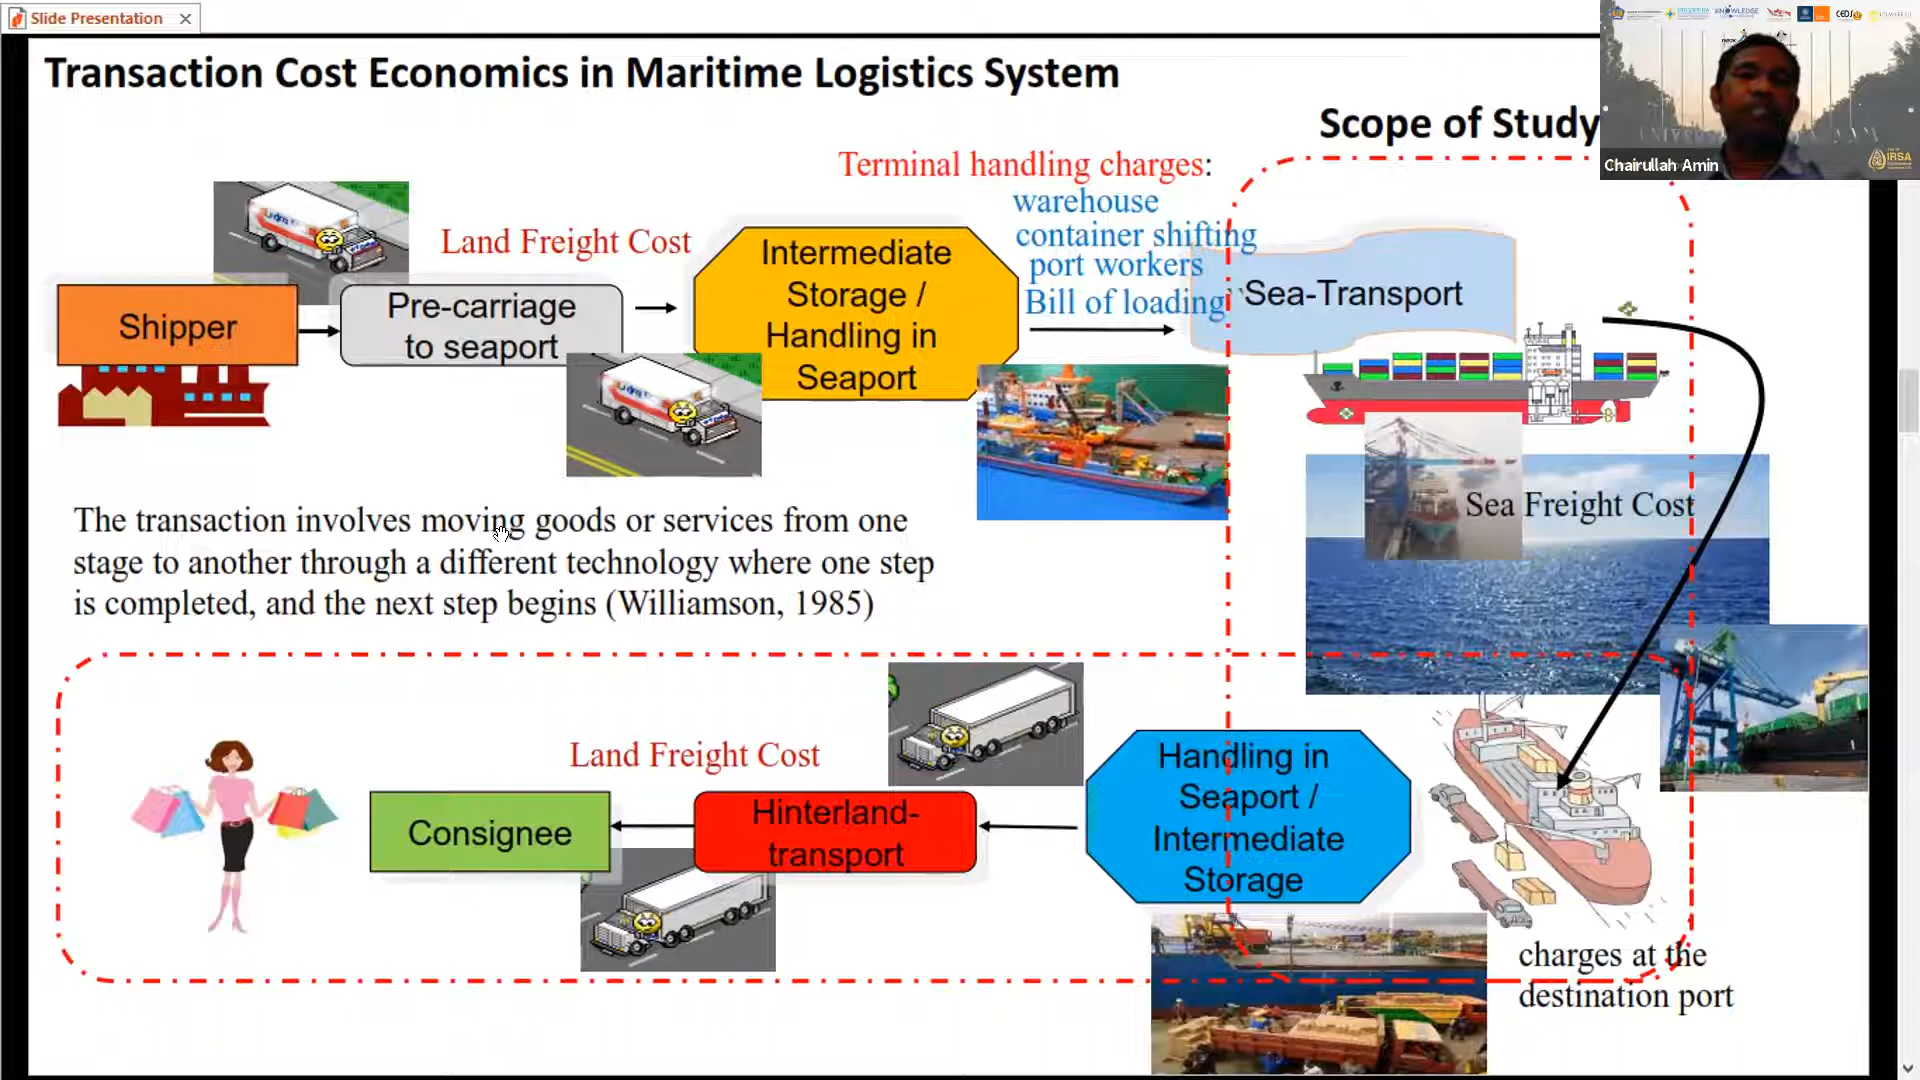 Slide Presentation
Transaction Cost Economics in Maritime Logistics System
Scope of Study
Chairullah Amin
IRSA
Terminal handling charges:
warehouse
container shifting
port workers
Bill of loading``
Land Freight Cost
Shipper
Pre-carriage
to seaport
Intermediate
Storage /
Handling in
Seaport
Sea-Transport
Sea Freight Cost
The transaction involves moving goods or services from one
stage to another through a different technology where one step
is completed, and the next step begins (Williamson, 1985)
Land Freight Cost
Consignee
Hinterland-
transport
Handling in
Seaport /
Intermediate
Storage
charges at the
destination port